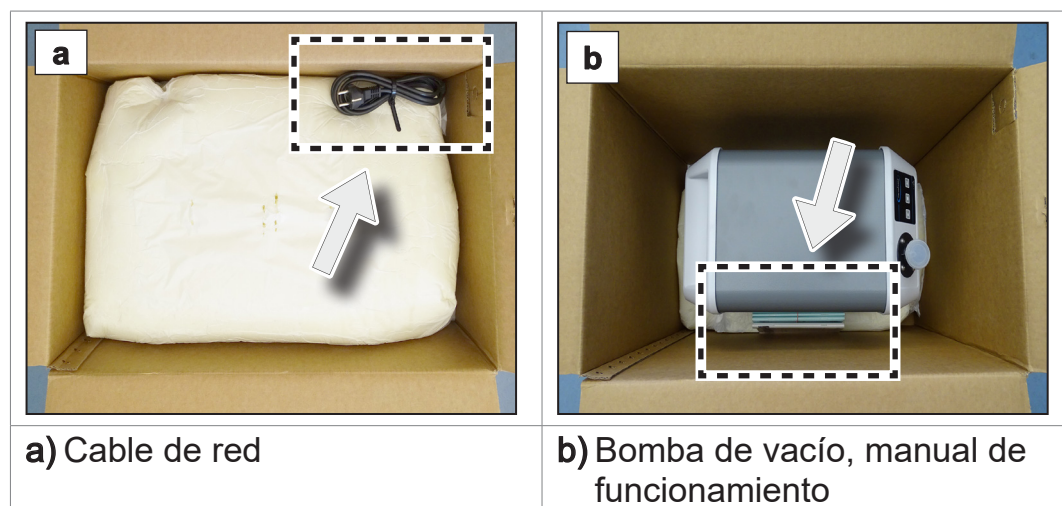 a
b
a) Cable de red
b) Bomba de vacío, manual de
funcionamiento